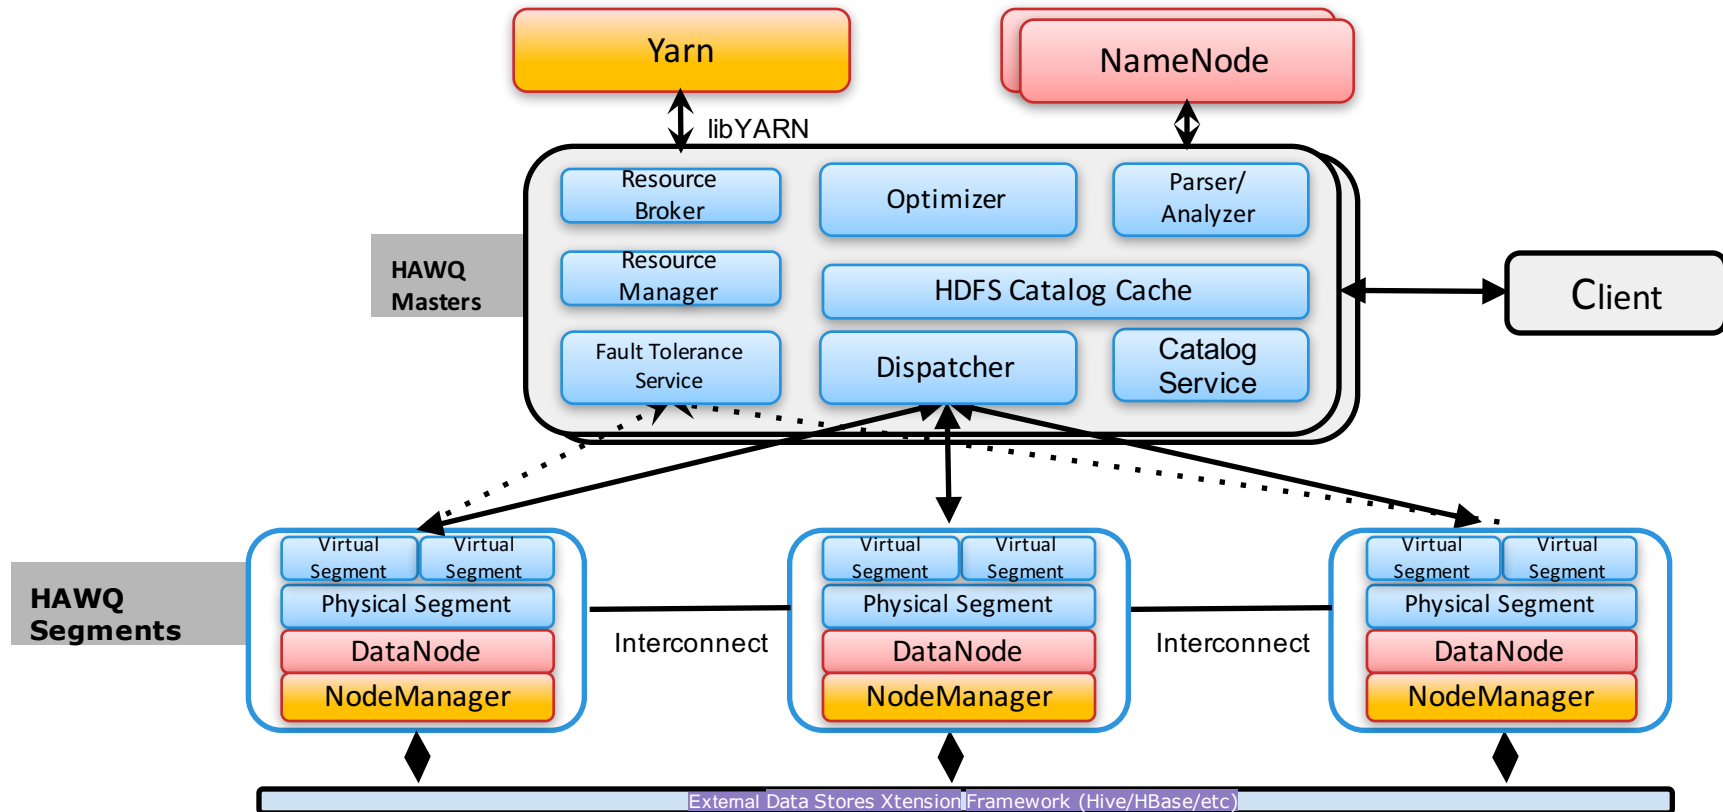 Yarn
NameNode
libYARN
Resource
Broker
Optimizer
Parser/
Analyzer
HAWQ
Masters
Resource
Manager
HDFS Catalog Cache
Client
Fault Tolerance
Service
Dispatcher
Catalog
Service
HAWQ
Segments
Virtual
Segment
Virtual
Segment
Physical Segment
DataNode
NodeManager
Interconnect
Virtual
Segment
Virtual
Segment
Physical Segment
DataNode
NodeManager
Interconnect
Virtual
Segment
Virtual
Segment
Physical Segment
DataNode
NodeManager
External Data Stores Xtension Framework (Hive/HBase/etc)